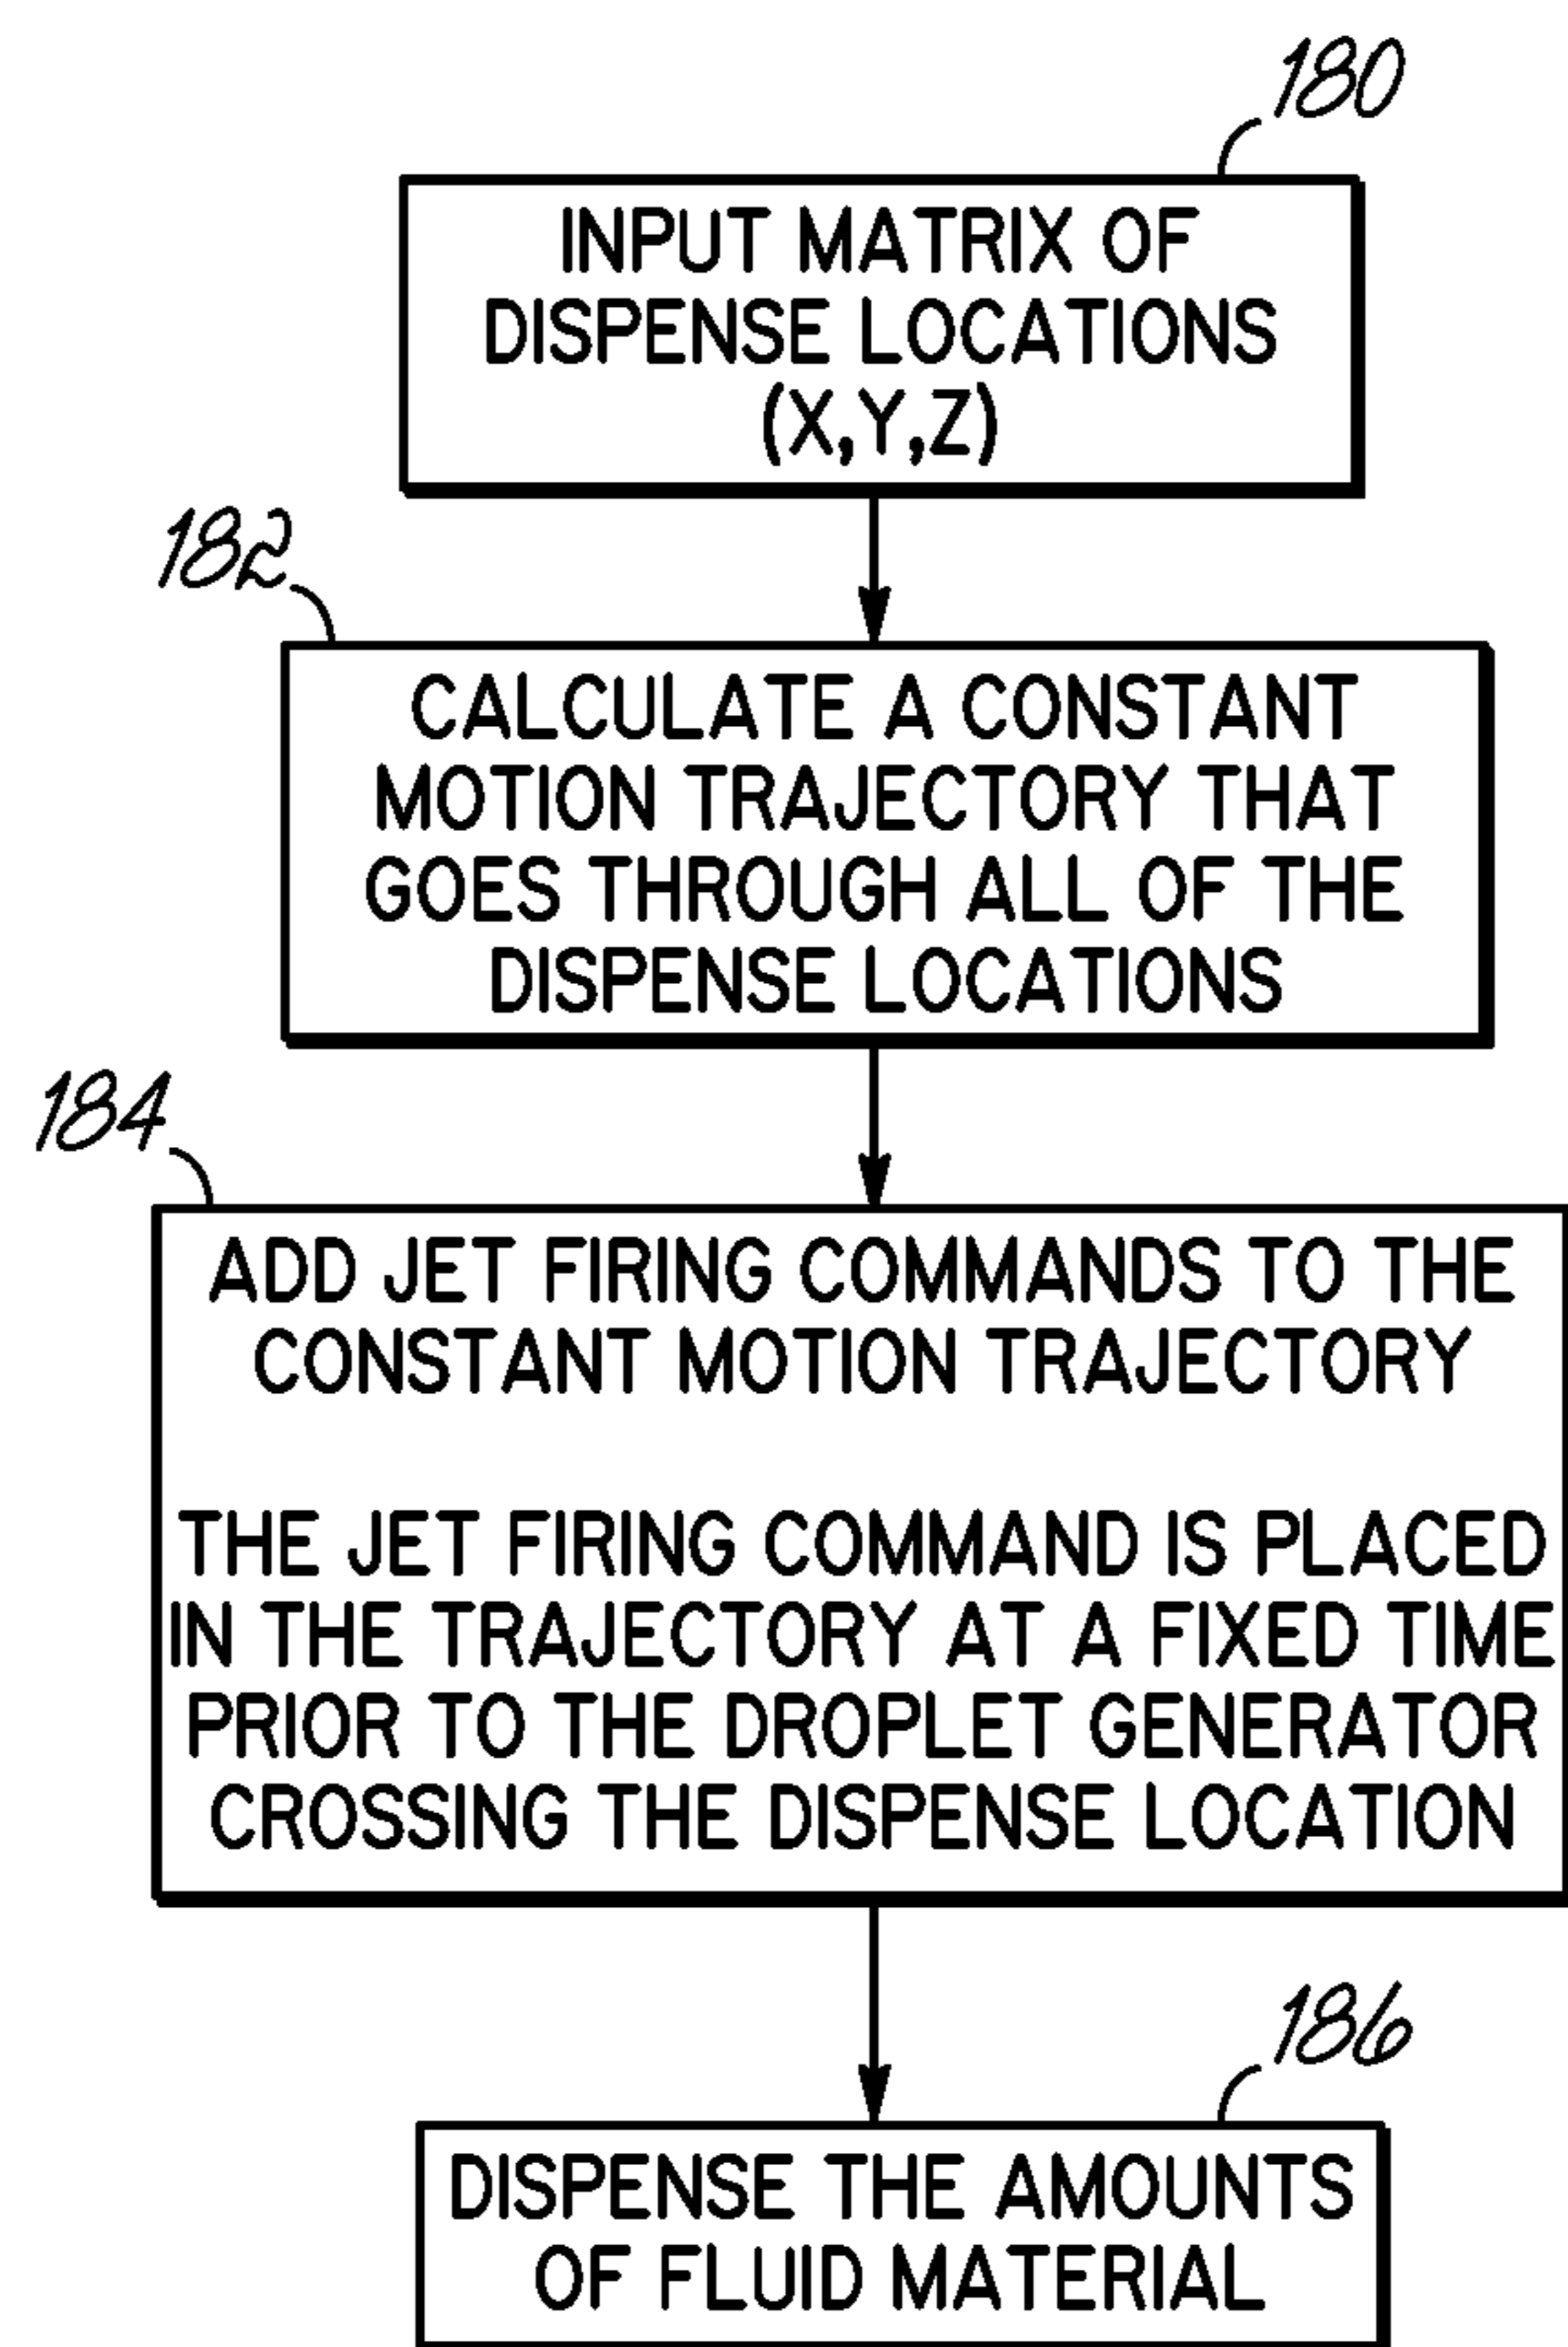 180
INPUT MATRIX OF
DISPENSE LOCATIONS
(X,Y,Z)
182
CALCULATE A CONSTANT
MOTION TRAJECTORY THAT
GOES THROUGH ALL OF THE
DISPENSE LOCATIONS
184
ADD JET FIRING COMMANDS TO THE
CONSTANT MOTION TRAJECTORY
THE JET FIRING COMMAND IS PLACED
IN THE TRAJECTORY AT A FIXED TIME
PRIOR TO THE DROPLET GENERATOR
CROSSING THE DISPENSE LOCATION
186
DISPENSE THE AMOUNTS
OF FLUID MATERIAL